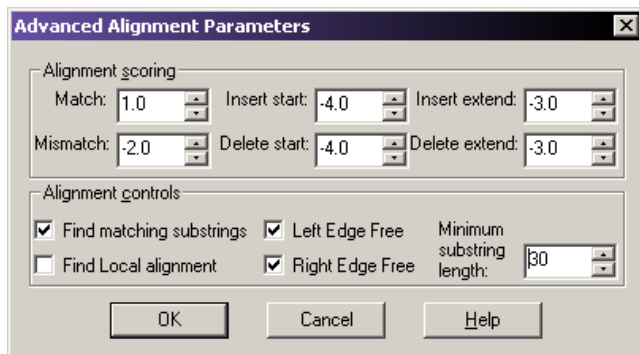 Advanced Alignment Parameters
Alignment scoring
Match: 1.0 Insert start: -4.0 Insert extend: -3.0
Mismatch: -2.0 Delete start: -4.0 Delete extend: -3.0
Alignment controls
Find matching substrings Left Edge Free Minimum
substring
length: 30
Find Local alignment Right Edge Free
OK Cancel Help